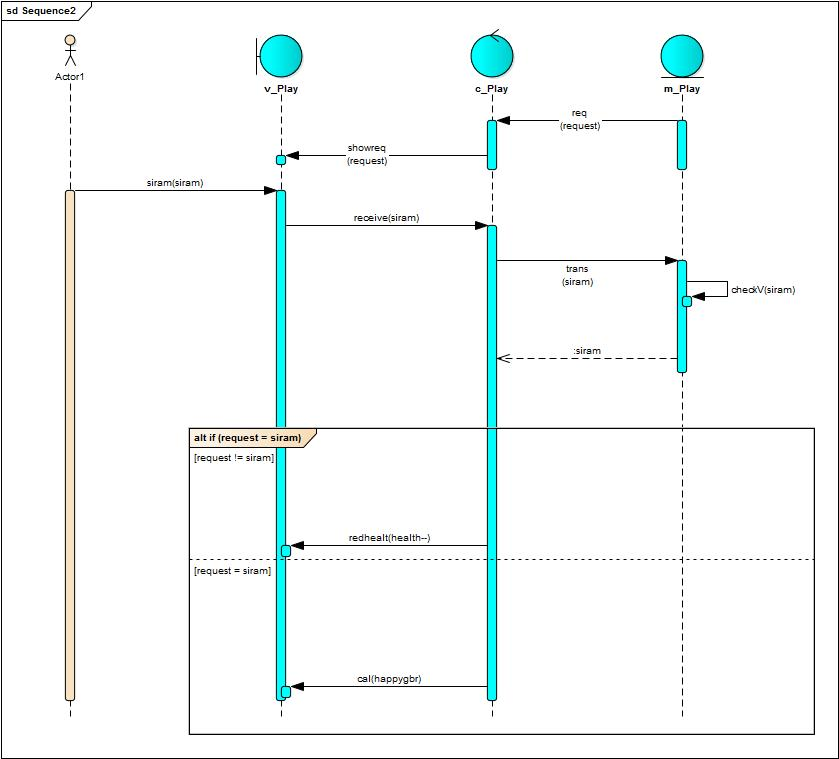 sd Sequence2
Actor1
v_Play
c_Play
m_Play
req
(request)
showreq
(request)
siram(siram)
receive(siram)
trans
(siram)
checkV(siram)
:siram
alt if (request = siram)
[request != siram]
redhealt(health--)
[request = siram]
cal(happygbr)